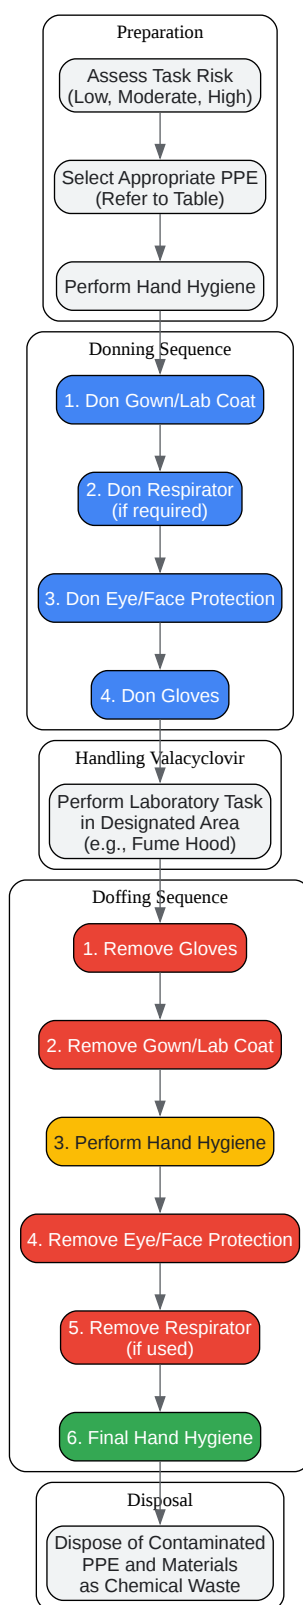 Preparation
Assess Task Risk
(Low, Moderate, High)
Select Appropriate PPE
(Refer to Table)
Perform Hand Hygiene
Donning Sequence
1. Don Gown/Lab Coat
2. Don Respirator
(if required)
3. Don Eye/Face Protection
4. Don Gloves
Handling Valacyclovir
Perform Laboratory Task
in Designated Area
(e.g., Fume Hood)
Doffing Sequence
1. Remove Gloves
2. Remove Gown/Lab Coat
3. Perform Hand Hygiene
4. Remove Eye/Face Protection
5. Remove Respirator
(if used)
6. Final Hand Hygiene
Disposal
Dispose of Contaminated
PPE and Materials
as Chemical Waste